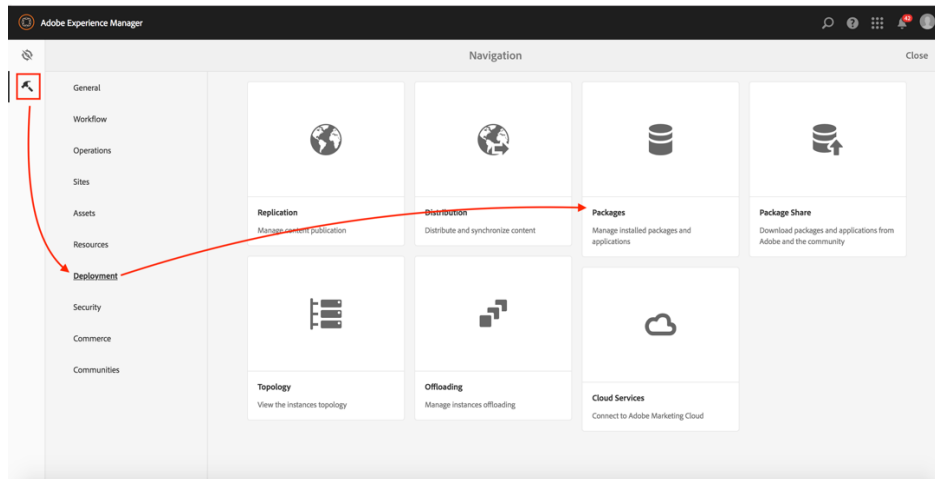 Adobe Experience Manager
42
Navigation
Close
General
Workflow
Operations
Sites
Assets
Resources
Deployment
Security
Commerce
Communities
Replication
Manage content publication
Distribution
Distribute and synchronize content
Packages
Manage installed packages and
applications
Package Share
Download packages and applications from
Adobe and the community
Topology
View the instances topology
Offloading
Manage instances offloading
Cloud Services
Connect to Adobe Marketing Cloud